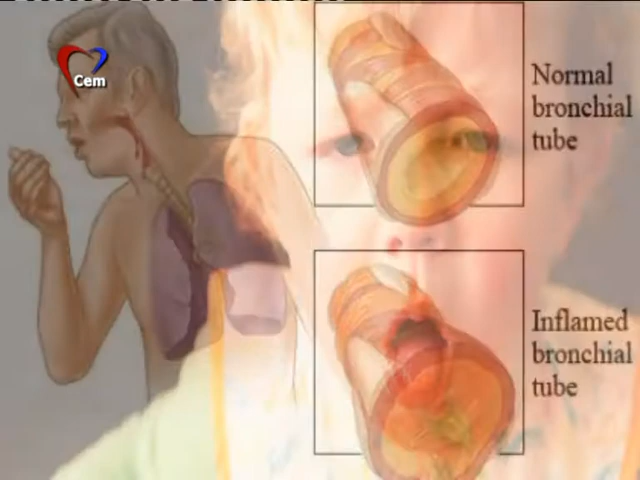 Cem
Normal
bronchial
tube
Inflamed
bronchial
tube